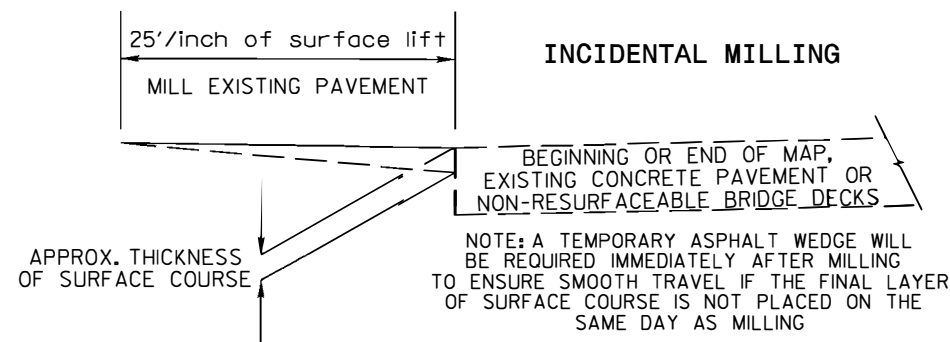 25'/inch of surface lift
INCIDENTAL MILLING
MILL EXISTING PAVEMENT
BEGINNING OR END OF MAP,
EXISTING CONCRETE PAVEMENT OR
NON-RESURFACEABLE BRIDGE DECKS
APPROX. THICKNESS
OF SURFACE COURSE
NOTE: A TEMPORARY ASPHALT WEDGE WILL
BE REQUIRED IMMEDIATELY AFTER MILLING
TO ENSURE SMOOTH TRAVEL IF THE FINAL LAYER
OF SURFACE COURSE IS NOT PLACED ON THE
SAME DAY AS MILLING